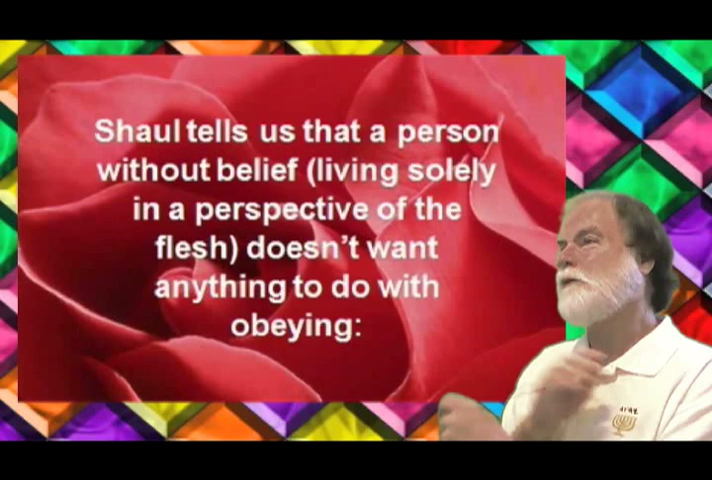 Shaul tells us that a person
without belief (living solely
in a perspective of the
flesh) doesn't want
anything to do with
obeying: